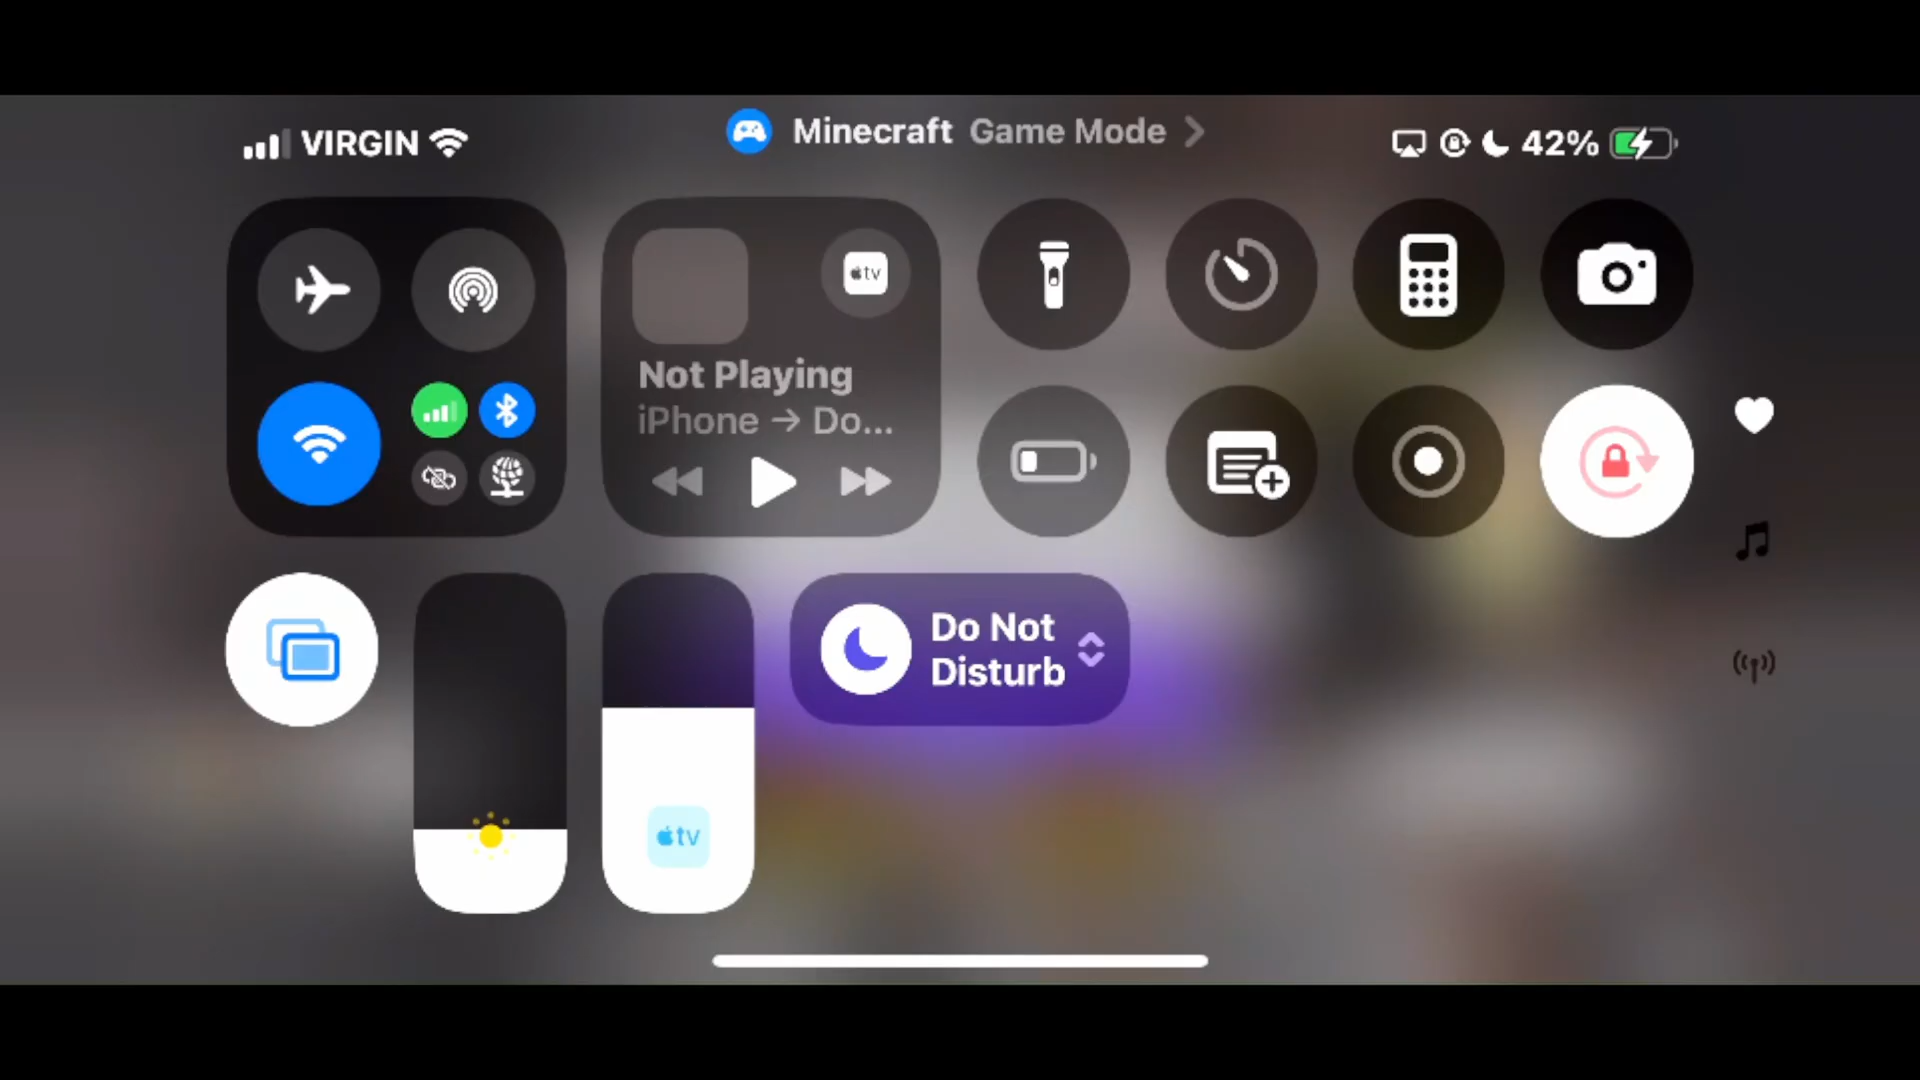 VIRGIN
Minecraft Game Mode
42%
tv
Not Playing
iPhone → Do...
Do Not
Disturb
tv